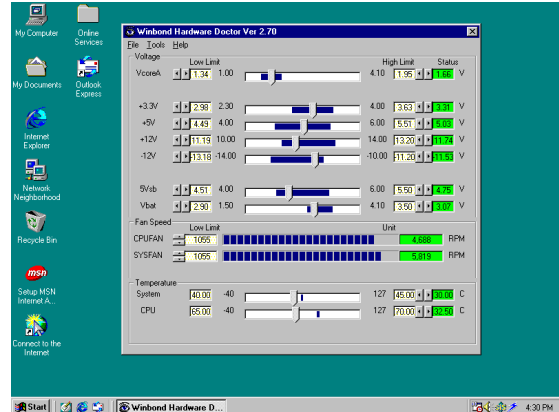 My Computer
Online
Services
My Documents
Outlook
Express
Internet
Explorer
Network
Neighborhood
Recycle Bin
msn
Setup MSN
Internet A...
Connect to the
Internet
Winbond Hardware Doctor Ver 2.70
File Tools Help
Voltage
Low Limit High Limit Status
VcoreA 1.34 1.00 4.10 1.95 1.66 V
+3.3V 2.98 2.30 4.00 3.63 3.31 V
+5V 4.49 4.00 6.00 5.51 5.03 V
+12V 11.19 10.00 14.00 13.20 11.74 V
-12V -13.18 -14.00 -10.00 -11.20 -11.53 V
5Vsb 4.51 4.00 6.00 5.50 4.75 V
Vbat 2.90 1.50 4.10 3.50 3.07 V
Fan Speed
Low Limit Unit
CPUFAN 1055 4,688 RPM
SYSFAN 1055 5,819 RPM
Temperature
System 40.00 -40 127 45.00 30.00 C
CPU 65.00 -40 127 70.00 32.50 C
Start Winbond Hardware D... 4:30 PM